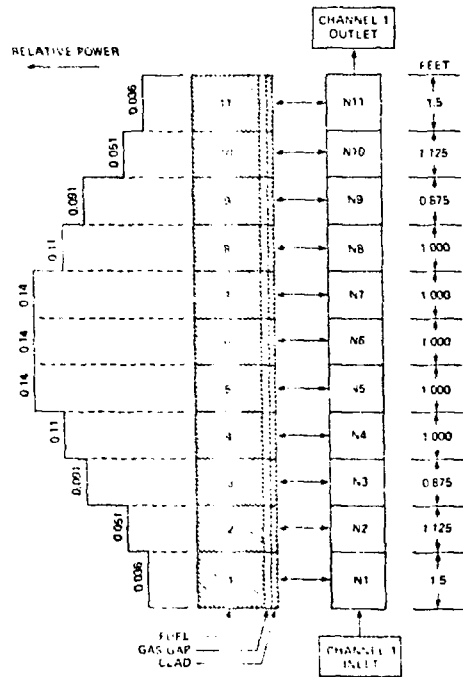 CHANNEL 1
OUTLET
RELATIVE POWER
FEET
0.036 11 N11 1.5
0.051 10 N10 1.125
0.091 9 N9 0.875
0.11 8 N8 1.000
0.14 7 N7 1.000
0.14 6 N6 1.000
0.14 5 N5 1.000
0.11 4 N4 1.000
0.091 3 N3 0.875
0.051 2 N2 1.125
0.036 1 N1 1.5
FUEL
GAS GAP
CLAD
CHANNEL 1
INLET